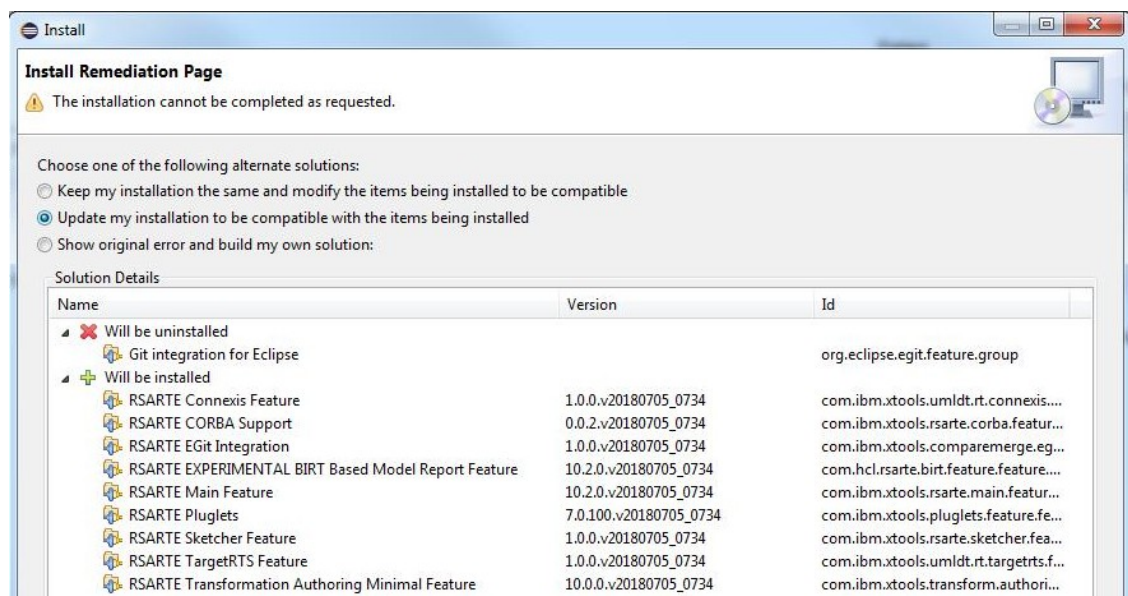 Install
Install Remediation Page
The installation cannot be completed as requested.
Choose one of the following alternate solutions:
Keep my installation the same and modify the items being installed to be compatible
Update my installation to be compatible with the items being installed
Show original error and build my own solution:
Solution Details
Name Version Id
Will be uninstalled
Git integration for Eclipse org.eclipse.egit.feature.group
Will be installed
RSARTE Connexis Feature 1.0.0.v20180705_0734 com.ibm.xtools.umldt.rt.connexis....
RSARTE CORBA Support 0.0.2.v20180705_0734 com.ibm.xtools.rsarte.corba.featur...
RSARTE EGit Integration 1.0.0.v20180705_0734 com.ibm.xtools.comparemerge.eg...
RSARTE EXPERIMENTAL BIRT Based Model Report Feature 10.2.0.v20180705_0734 com.hcl.rsarte.birt.feature.feature....
RSARTE Main Feature 10.2.0.v20180705_0734 com.ibm.xtools.rsarte.main.featur...
RSARTE Pluglets 7.0.100.v20180705_0734 com.ibm.xtools.pluglets.feature.fe...
RSARTE Sketcher Feature 1.0.0.v20180705_0734 com.ibm.xtools.rsarte.sketcher.fea...
RSARTE TargetRTS Feature 1.0.0.v20180705_0734 com.ibm.xtools.umldt.rt.targetrts.f...
RSARTE Transformation Authoring Minimal Feature 10.0.0.v20180705_0734 com.ibm.xtools.transform.authori...